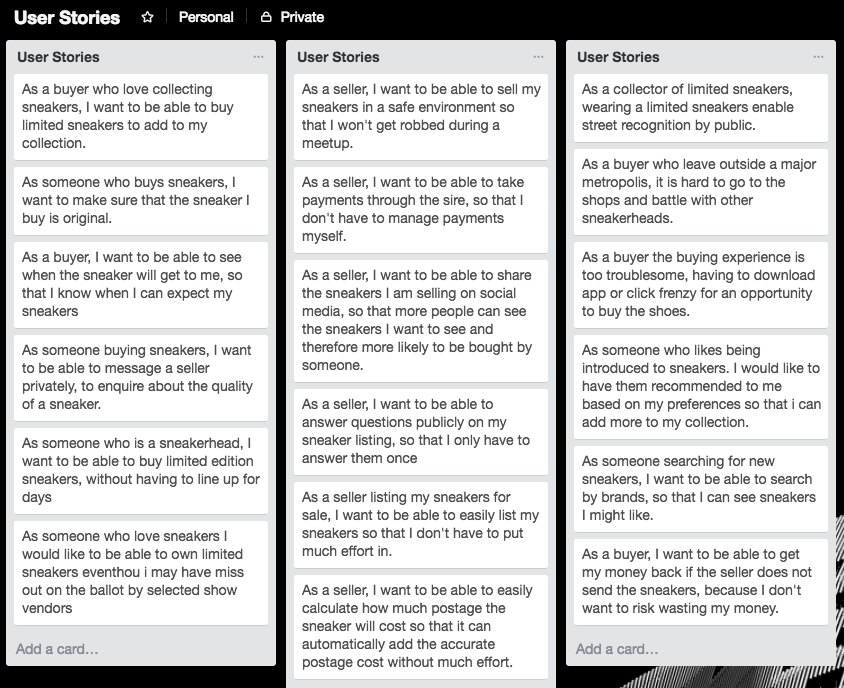 User Stories
Personal
Private
User Stories
As a buyer who love collecting
sneakers, I want to be able to buy
limited sneakers to add to my
collection.
As someone who buys sneakers, I
want to make sure that the sneaker I
buy is original.
As a buyer, I want to be able to see
when the sneaker will get to me, so
that I know when I can expect my
sneakers
As someone buying sneakers, I want
to be able to message a seller
privately, to enquire about the quality
of a sneaker.
As someone who is a sneakerhead, I
want to be able to buy limited edition
sneakers, without having to line up for
days
As someone who love sneakers I
would like to be able to own limited
sneakers eventhou i may have miss
out on the ballot by selected show
vendors
Add a card...
User Stories
As a seller, I want to be able to sell my
sneakers in a safe environment so
that I won't get robbed during a
meetup.
As a seller, I want to be able to take
payments through the sire, so that I
don't have to manage payments
myself.
As a seller, I want to be able to share
the sneakers I am selling on social
media, so that more people can see
the sneakers I want to see and
therefore more likely to be bought by
someone.
As a seller, I want to be able to
answer questions publicly on my
sneaker listing, so that I only have to
answer them once
As a seller listing my sneakers for
sale, I want to be able to easily list my
sneakers so that I don't have to put
much effort in.
As a seller, I want to be able to easily
calculate how much postage the
sneaker will cost so that it can
automatically add the accurate
postage cost without much effort.
User Stories
As a collector of limited sneakers,
wearing a limited sneakers enable
street recognition by public.
As a buyer who leave outside a major
metropolis, it is hard to go to the
shops and battle with other
sneakerheads.
As a buyer the buying experience is
too troublesome, having to download
app or click frenzy for an opportunity
to buy the shoes.
As someone who likes being
introduced to sneakers. I would like to
have them recommended to me
based on my preferences so that i can
add more to my collection.
As someone searching for new
sneakers, I want to be able to search
by brands, so that I can see sneakers
I might like.
As a buyer, I want to be able to get
my money back if the seller does not
send the sneakers, because I don't
want to risk wasting my money.
Add a card...